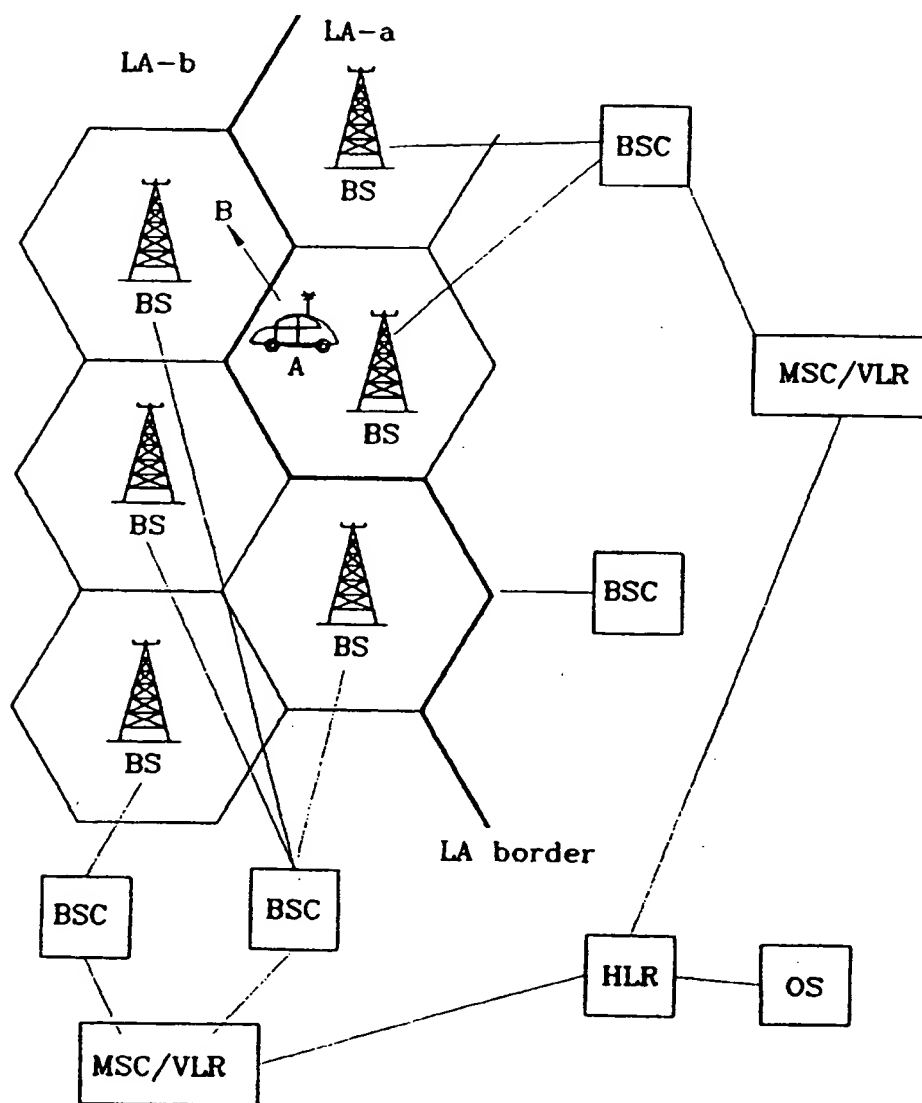 LA-a
LA-b
BSC
BS
B
BS
MSC/VLR
A
BS
BS
BSC
BS
BS
LA border
BSC
BSC
HLR
OS
MSC/VLR